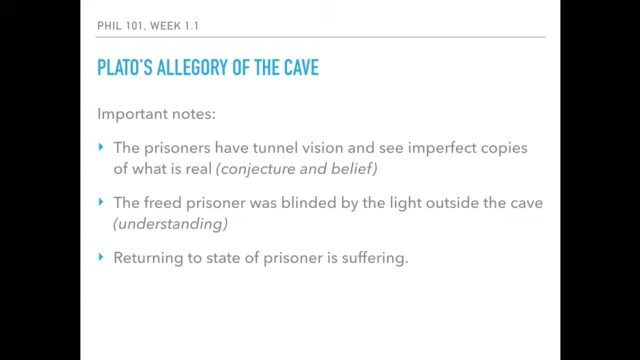 PHIL 101, WEEK 1.1
PLATO'S ALLEGORY OF THE CAVE
Important notes:
The prisoners have tunnel vision and see imperfect copies
of what is real (conjecture and belief)
The freed prisoner was blinded by the light outside the cave
(understanding)
Returning to state of prisoner is suffering.